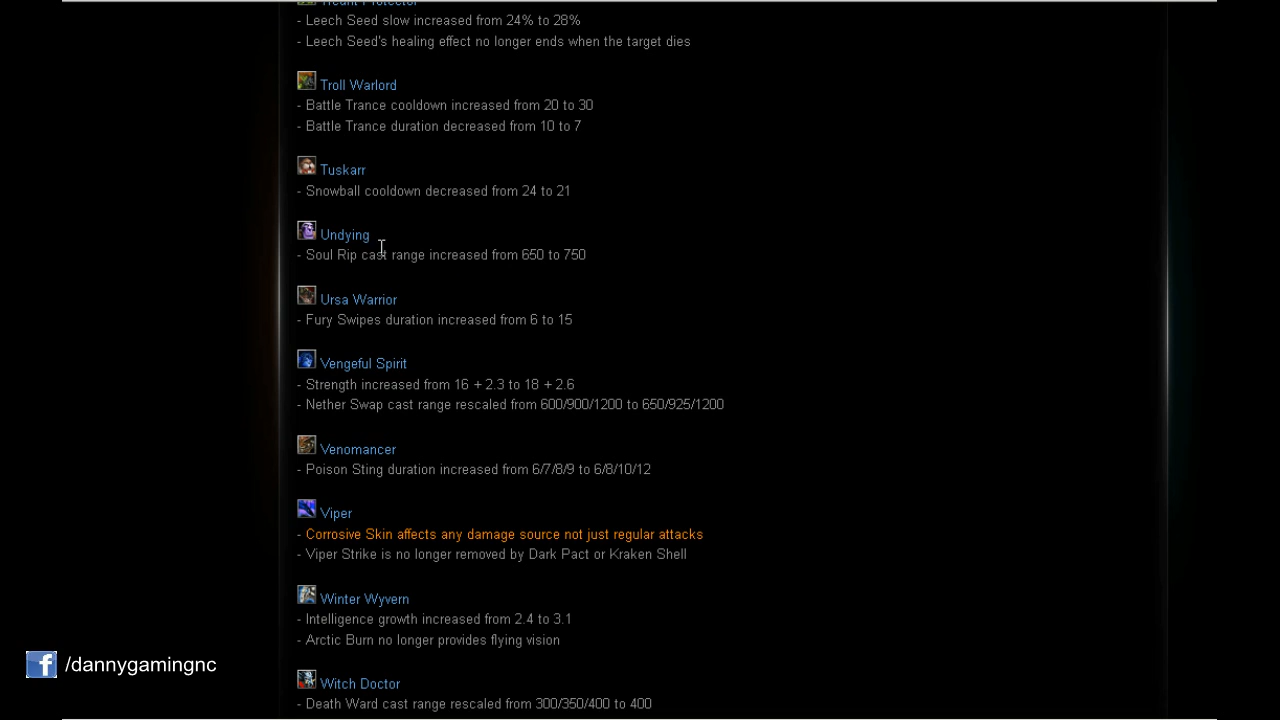 Treant Protector
- Leech Seed slow increased from 24% to 28%
- Leech Seed's healing effect no longer ends when the target dies
Troll Warlord
- Battle Trance cooldown increased from 20 to 30
- Battle Trance duration decreased from 10 to 7
Tuskarr
- Snowball cooldown decreased from 24 to 21
Undying
- Soul Rip cast range increased from 650 to 750
Ursa Warrior
- Fury Swipes duration increased from 6 to 15
Vengeful Spirit
- Strength increased from 16 + 2.3 to 18 + 2.6
- Nether Swap cast range rescaled from 600/900/1200 to 650/925/1200
Venomancer
- Poison Sting duration increased from 6/7/8/9 to 6/8/10/12
Viper
- Corrosive Skin affects any damage source not just regular attacks
- Viper Strike is no longer removed by Dark Pact or Kraken Shell
Winter Wyvern
- Intelligence growth increased from 2.4 to 3.1
- Arctic Burn no longer provides flying vision
Witch Doctor
- Death Ward cast range rescaled from 300/350/400 to 400
f /dannygamingnc